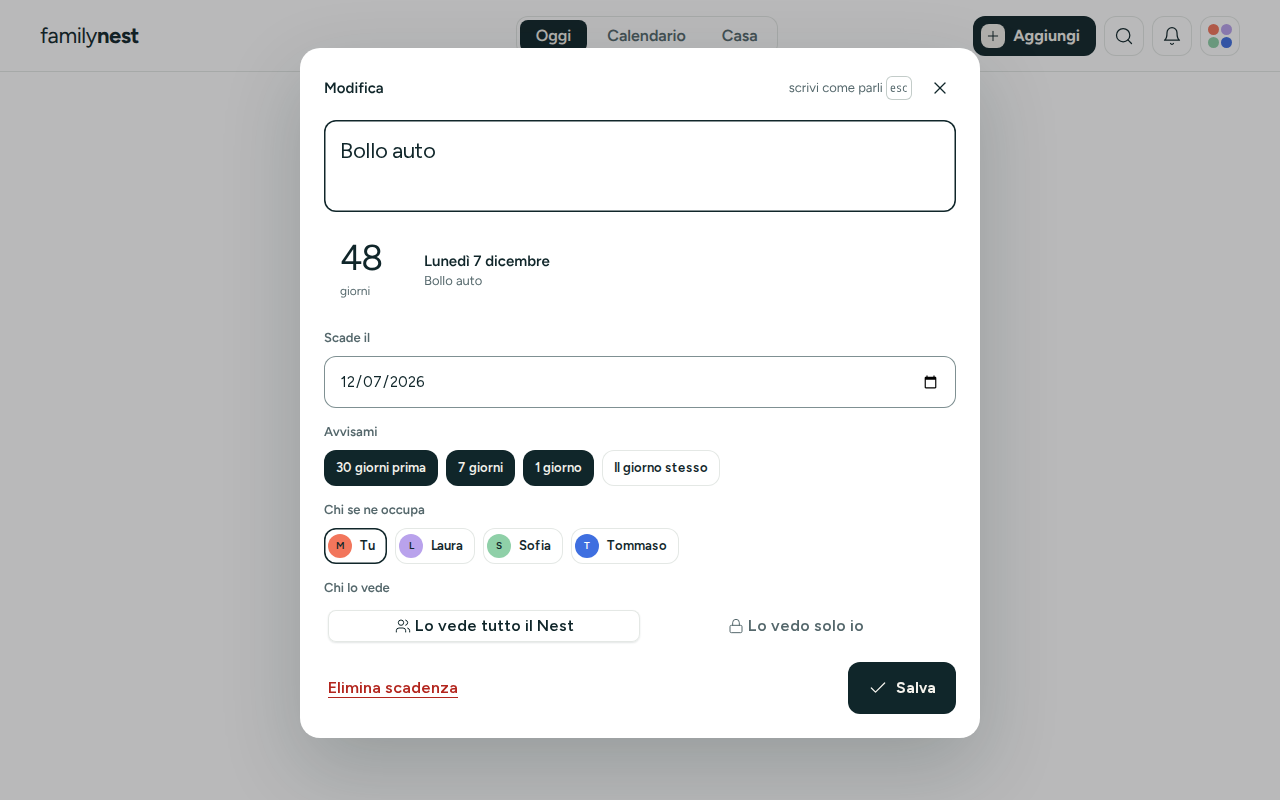 familynest
Oggi
Calendario
Casa
Aggiungi
Modifica
scrivi come parli esc
Bollo auto
48
giorni
Lunedì 7 dicembre
Bollo auto
Scade il
12/07/2026
Avvisami
30 giorni prima
7 giorni
1 giorno
Il giorno stesso
Chi se ne occupa
M Tu
L Laura
S Sofia
T Tommaso
Chi lo vede
Lo vede tutto il Nest
Lo vedo solo io
Elimina scadenza
Salva